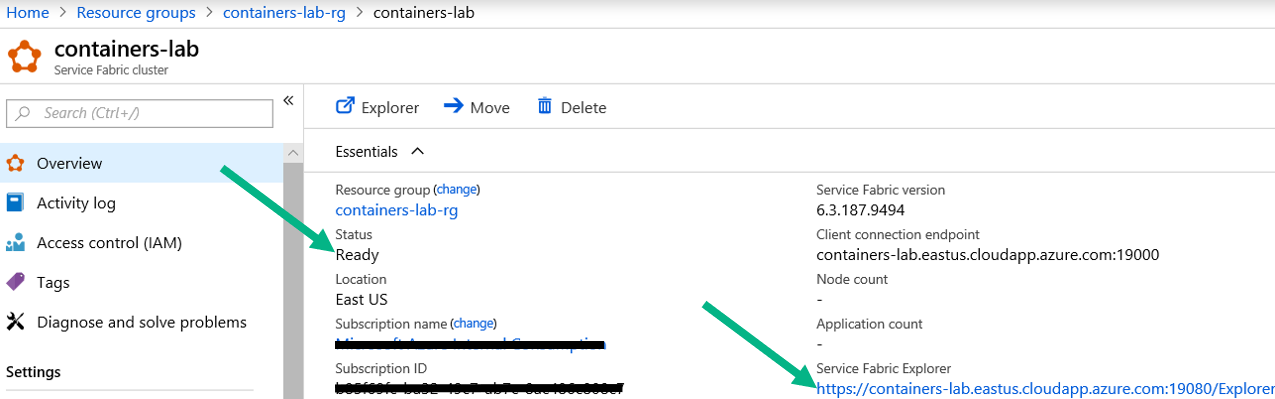 Home > Resource groups > containers-lab-rg > containers-lab
containers-lab
Service Fabric cluster
Search (Ctrl+/)
«
Overview
Activity log
Access control (IAM)
Tags
Diagnose and solve problems
Settings
Explorer
Move
Delete
Essentials
Resource group (change)
containers-lab-rg
Status
Ready
Location
East US
Subscription name (change)
Subscription ID
Service Fabric version
6.3.187.9494
Client connection endpoint
containers-lab.eastus.cloudapp.azure.com:19000
Node count
-
Application count
-
Service Fabric Explorer
https://containers-lab.eastus.cloudapp.azure.com:19080/Explorer